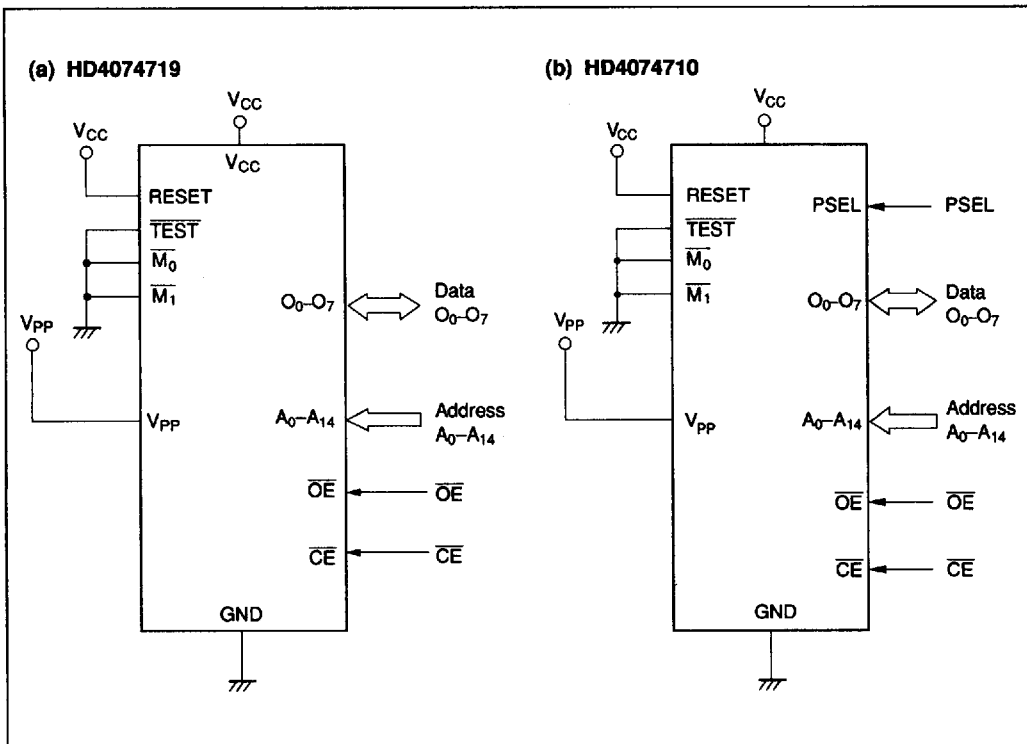 (a) HD4074719
VCC
VCC
VCC
RESET
TEST
M0
M1
O0–O7
Data
O0–O7
VPP
VPP
A0–A14
Address
A0–A14
OE
OE
CE
CE
GND
(b) HD4074710
VCC
VCC
RESET
PSEL
PSEL
TEST
M0
M1
O0–O7
Data
O0–O7
VPP
VPP
A0–A14
Address
A0–A14
OE
OE
CE
CE
GND